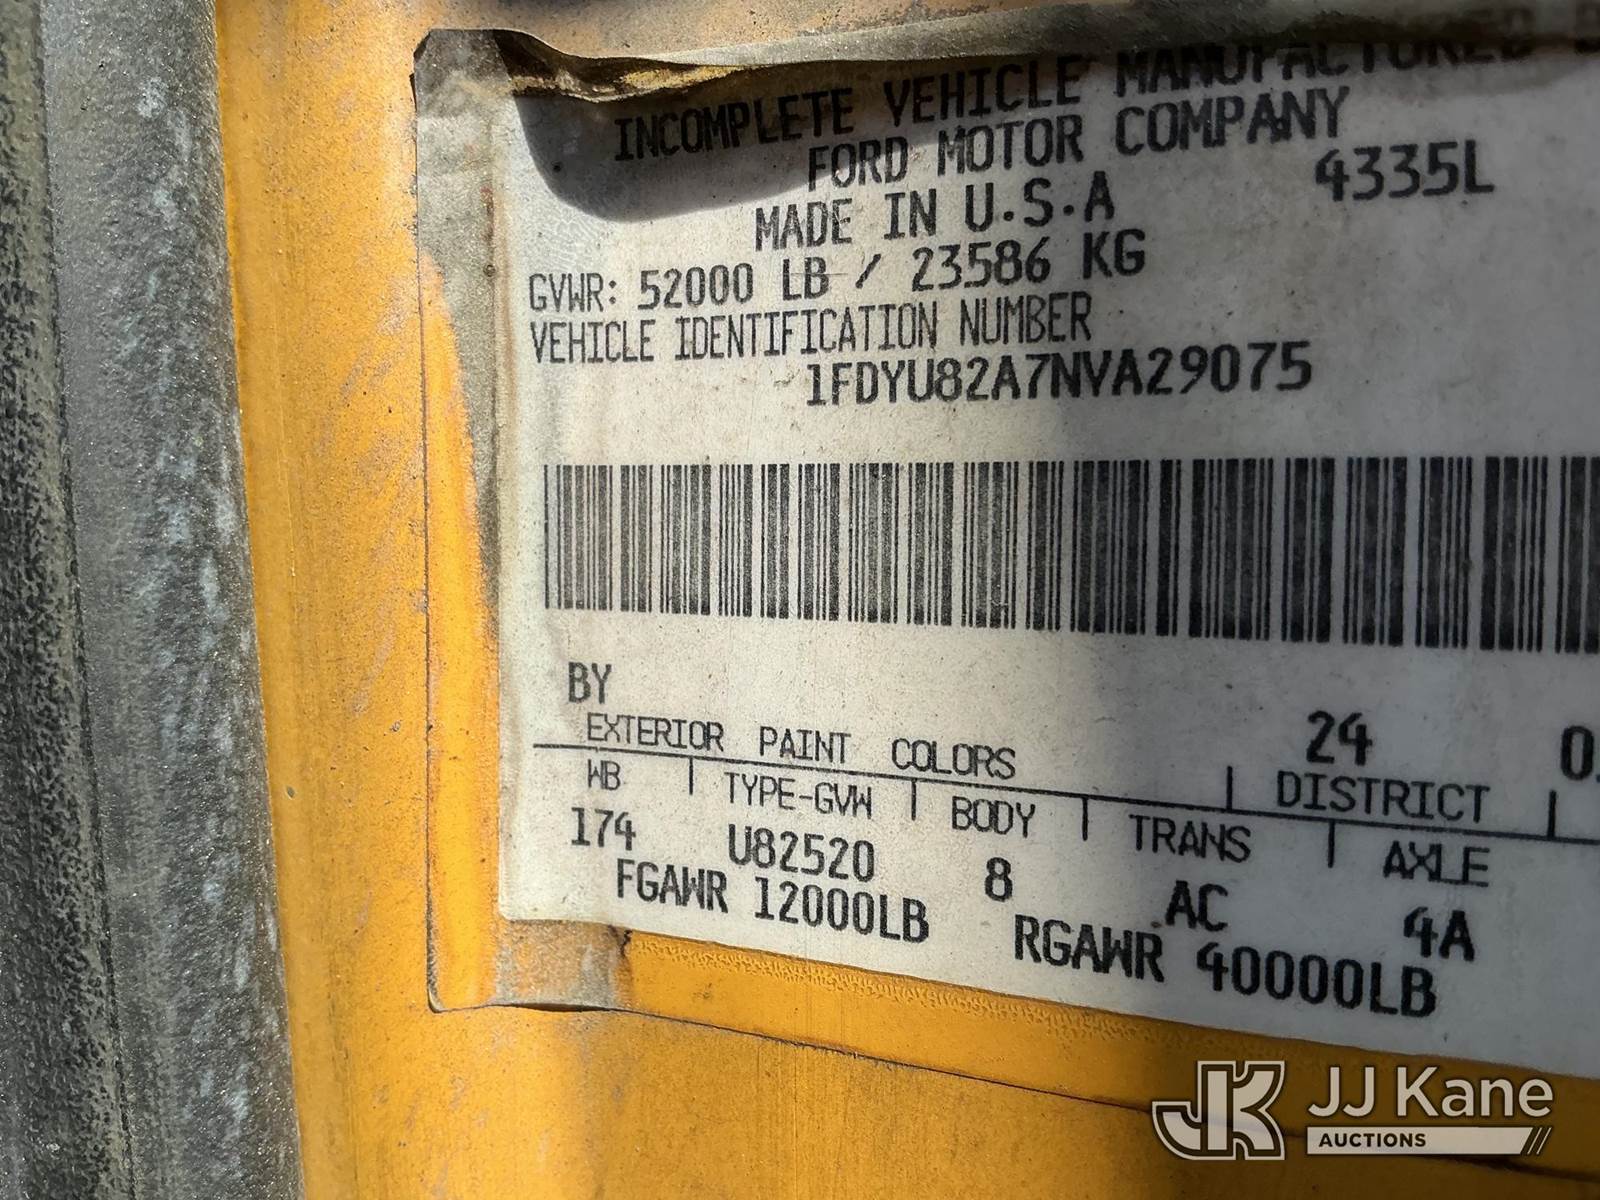 INCOMPLETE VEHICLE MANUFACTURED B
FORD MOTOR COMPANY
MADE IN U.S.A 4335L
GVWR: 52000 LB / 23586 KG
VEHICLE IDENTIFICATION NUMBER
1FDYU82A7NVA29075
BY 24
EXTERIOR PAINT COLORS DISTRICT
WB TYPE-GVW BODY TRANS AXLE
174 U82520 8 AC 4A
FGAWR 12000LB RGAWR 40000LB
JK JJ Kane
AUCTIONS